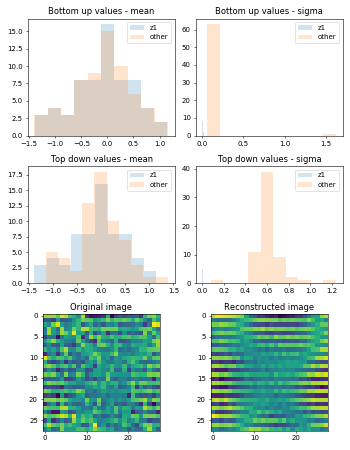 Bottom up values - mean
Bottom up values - sigma
z1
other
z1
other
15.0
12.5
10.0
7.5
5.0
2.5
0.0
60
50
40
30
20
10
0
−1.5 −1.0 −0.5 0.0 0.5 1.0
0.0 0.5 1.0 1.5
Top down values - mean
Top down values - sigma
z1
other
z1
other
17.5
15.0
12.5
10.0
7.5
5.0
2.5
0.0
40
30
20
10
0
−1.5 −1.0 −0.5 0.0 0.5 1.0 1.5
0.0 0.2 0.4 0.6 0.8 1.0 1.2
Original image
Reconstructed image
0
5
10
15
20
25
0
5
10
15
20
25
0 10 20
0 10 20